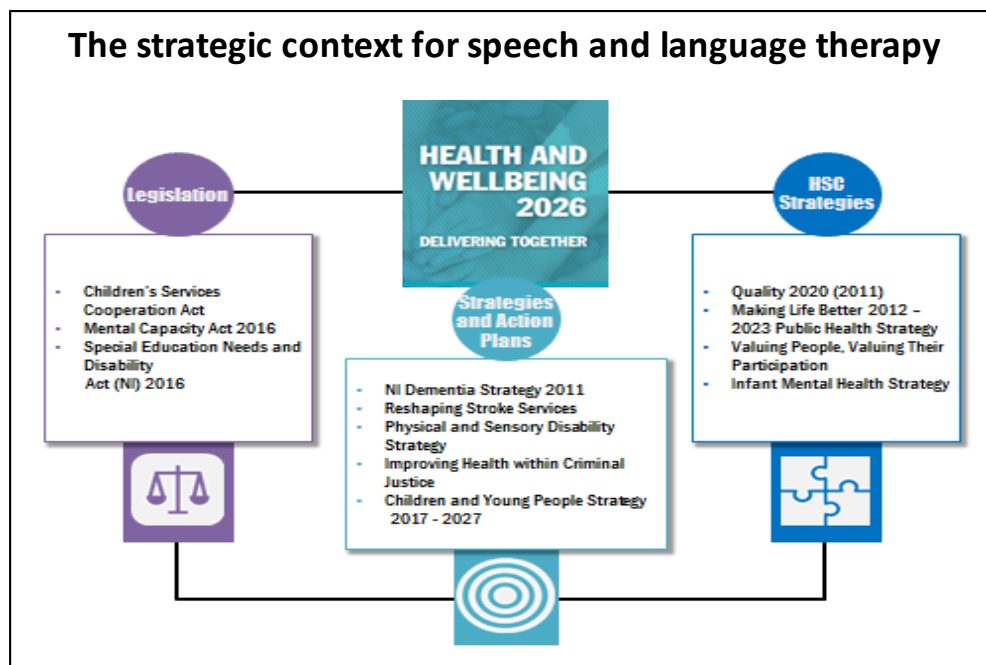 The strategic context for speech and language therapy
HEALTH AND
WELLBEING
2026
DELIVERING TOGETHER
Legislation
- Children's Services
Cooperation Act
- Mental Capacity Act 2016
- Special Education Needs and
Disability
Act (NI) 2016
Strategies
and Action
Plans
- NI Dementia Strategy 2011
- Reshaping Stroke Services
- Physical and Sensory Disability
Strategy
- Improving Health within Criminal
Justice
- Children and Young People Strategy
2017 - 2027
HSC
Strategies
- Quality 2020 (2011)
- Making Life Better 2012 –
2023 Public Health Strategy
- Valuing People, Valuing Their
Participation
- Infant Mental Health Strategy